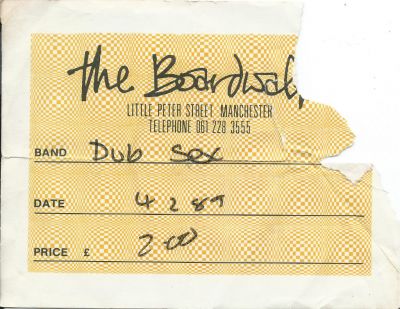 the Boardwalk
LITTLE PETER STREET MANCHESTER
TELEPHONE 061 228 3555
BAND Dub Sex
DATE 4 2 89
PRICE £ 2 00